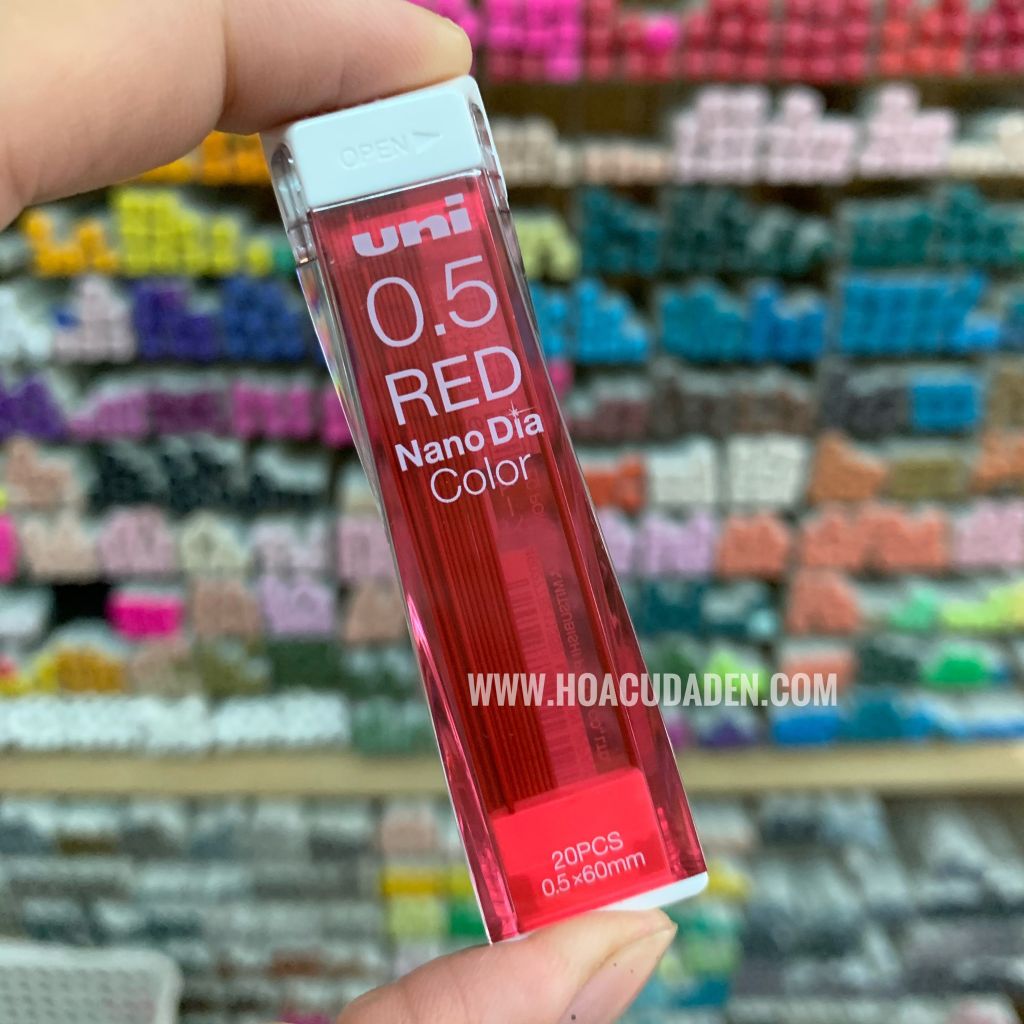 OPEN
uni
0.5
RED
Nano Dia
Color
WWW.HOACUDADEN.COM
20PCS
0.5×60mm